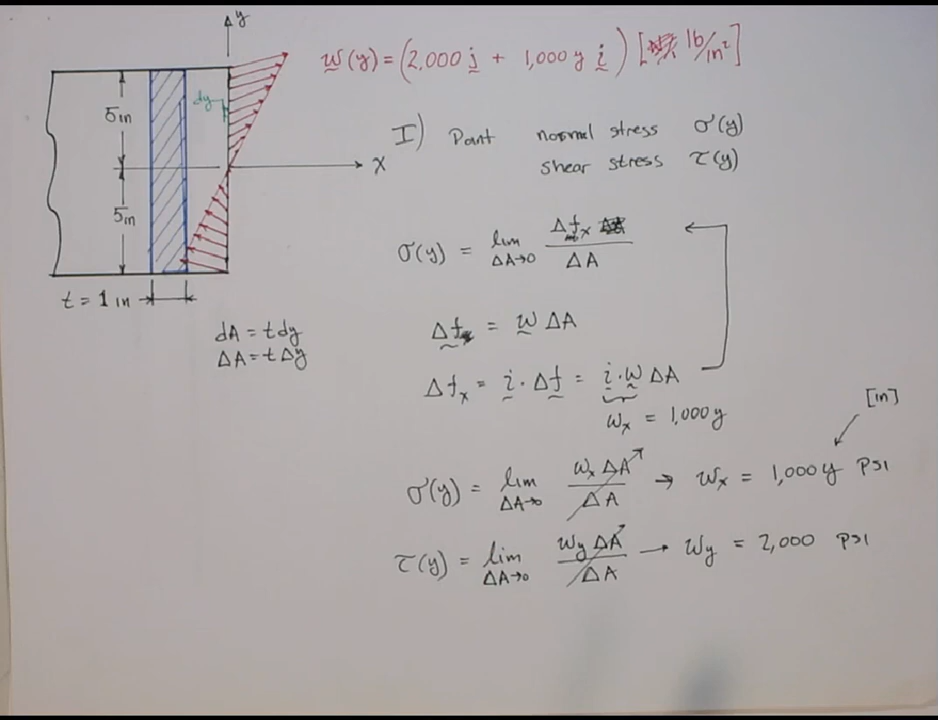 y
w(y) = (2,000 j + 1,000 y i ) [ lb/in² ]
dy
5in
I) Point normal stress σ(y)
x
shear stress τ(y)
5in
σ(y) = lim ΔA→0 Δfx / ΔA
t = 1 in
Δf = w ΔA
dA = t dy
ΔA = t Δy
Δfx = i · Δf = i · w ΔA
[in]
wx = 1,000 y
σ(y) = lim ΔA→0 wx ΔA / ΔA → wx = 1,000 y psi
τ(y) = lim ΔA→0 wy ΔA / ΔA → wy = 2,000 psi